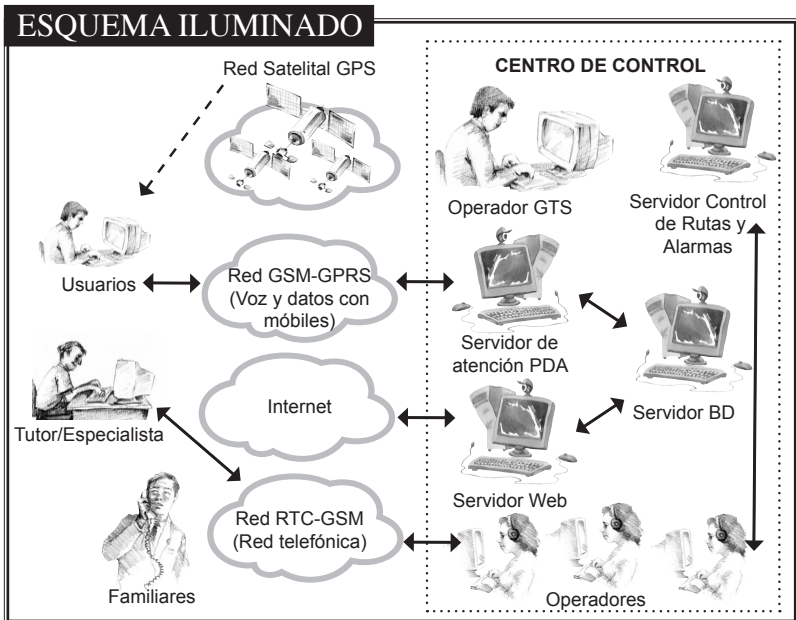 ESQUEMA ILUMINADO
Red Satelital GPS
CENTRO DE CONTROL
Operador GTS
Servidor Control
de Rutas y
Alarmas
Usuarios
Red GSM-GPRS
(Voz y datos con
móbiles)
Servidor de
atención PDA
Servidor BD
Tutor/Especialista
Internet
Servidor Web
Red RTC-GSM
(Red telefónica)
Familiares
Operadores